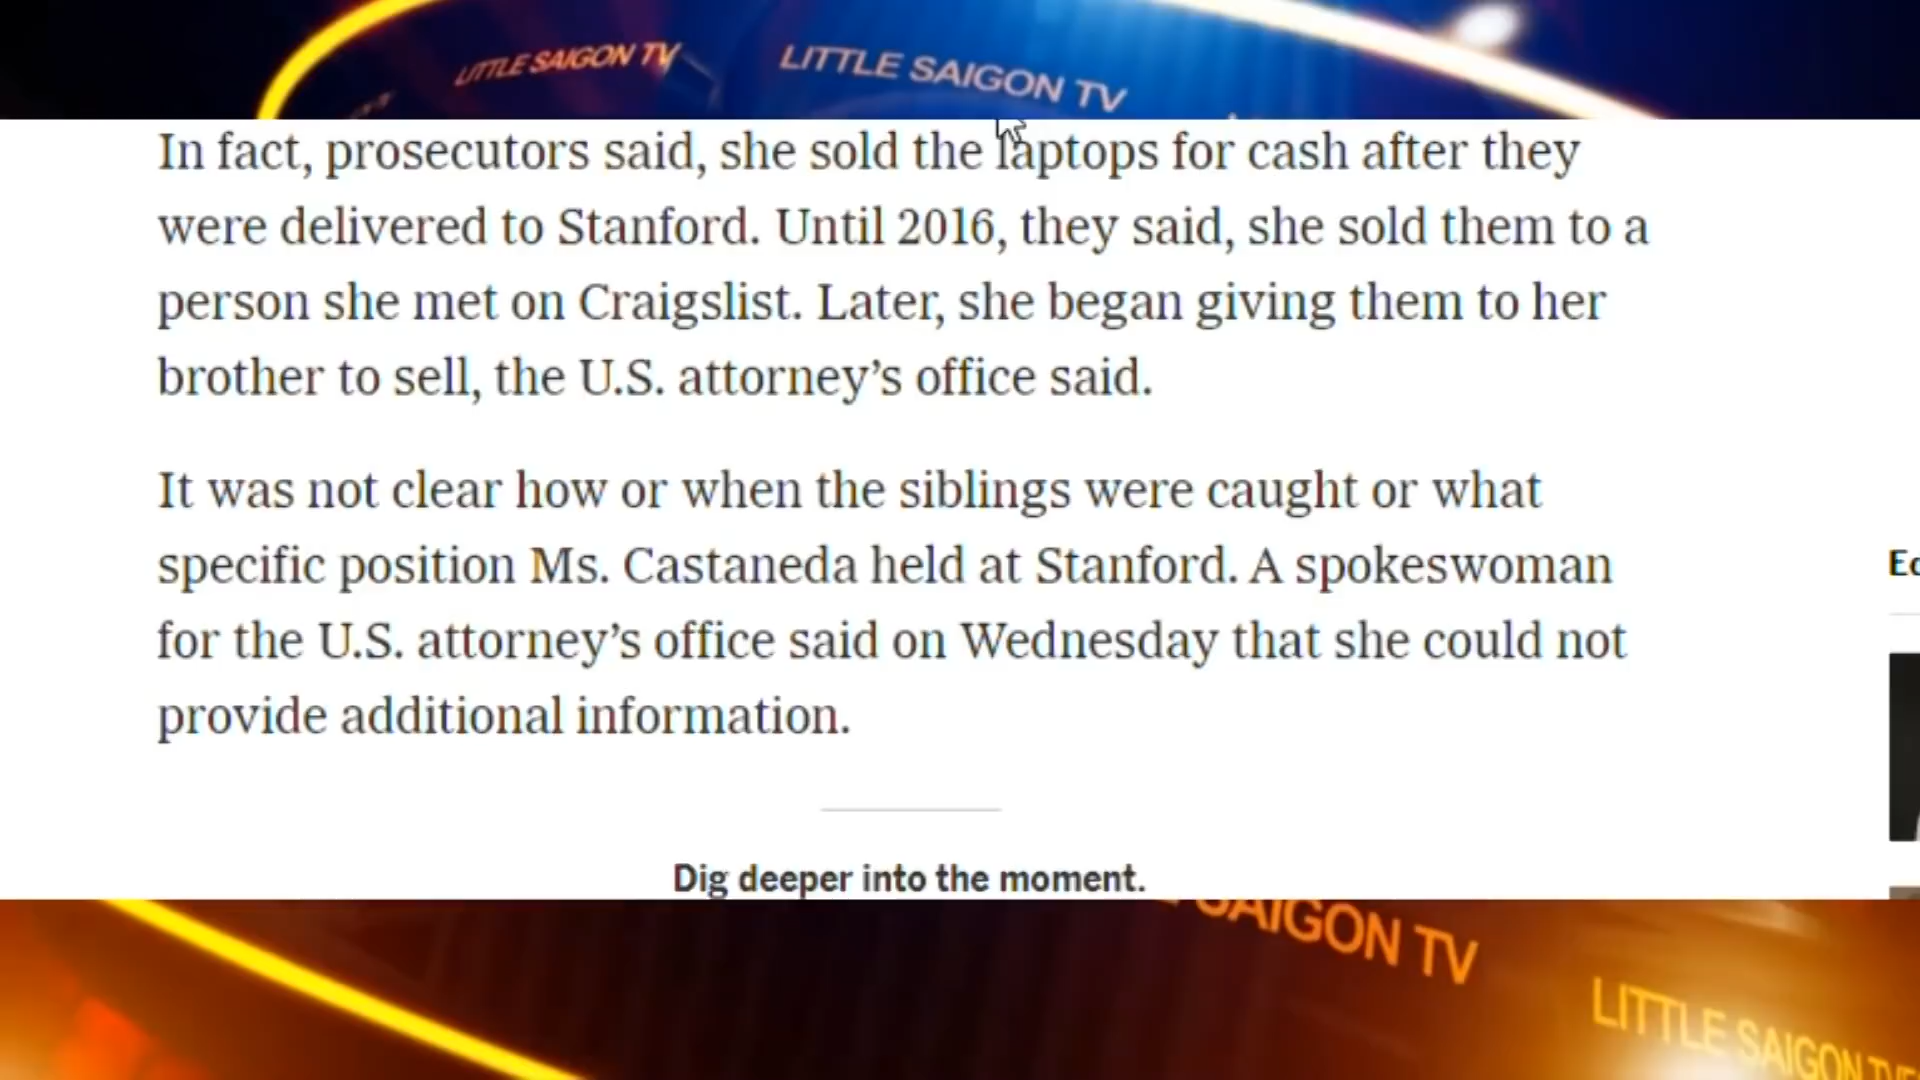 LITTLE SAIGON TV
LITTLE SAIGON TV
In fact, prosecutors said, she sold the laptops for cash after they
were delivered to Stanford. Until 2016, they said, she sold them to a
person she met on Craigslist. Later, she began giving them to her
brother to sell, the U.S. attorney’s office said.
It was not clear how or when the siblings were caught or what
specific position Ms. Castaneda held at Stanford. A spokeswoman
for the U.S. attorney’s office said on Wednesday that she could not
provide additional information.
Dig deeper into the moment.
SAIGON TV
LITTLE SAIGON TV